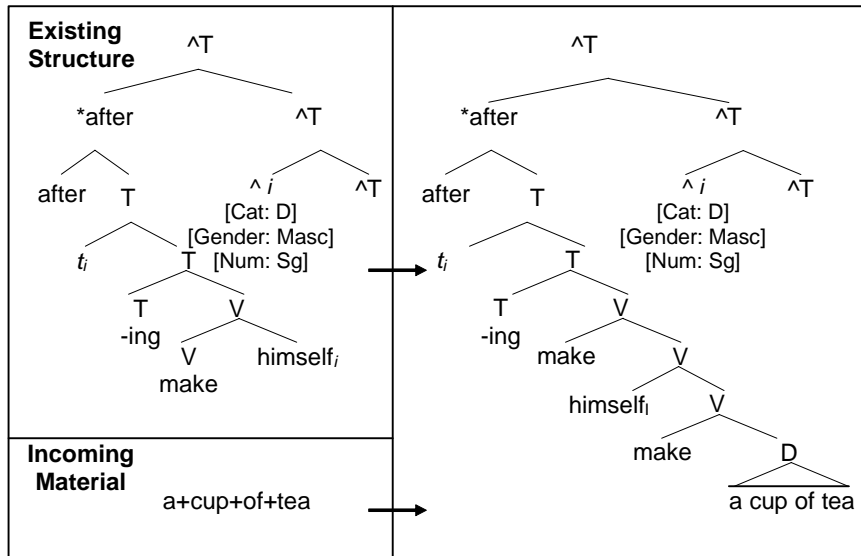 Existing
Structure
^T
*after ^T
after T ^ i ^T
[Cat: D]
[Gender: Masc]
t_i T [Num: Sg]
T V
-ing V himself_i
make
Incoming
Material
a+cup+of+tea
^T
*after ^T
after T ^ i ^T
[Cat: D]
[Gender: Masc]
t_i T [Num: Sg]
T V
-ing make V
himself_I V
make D
a cup of tea